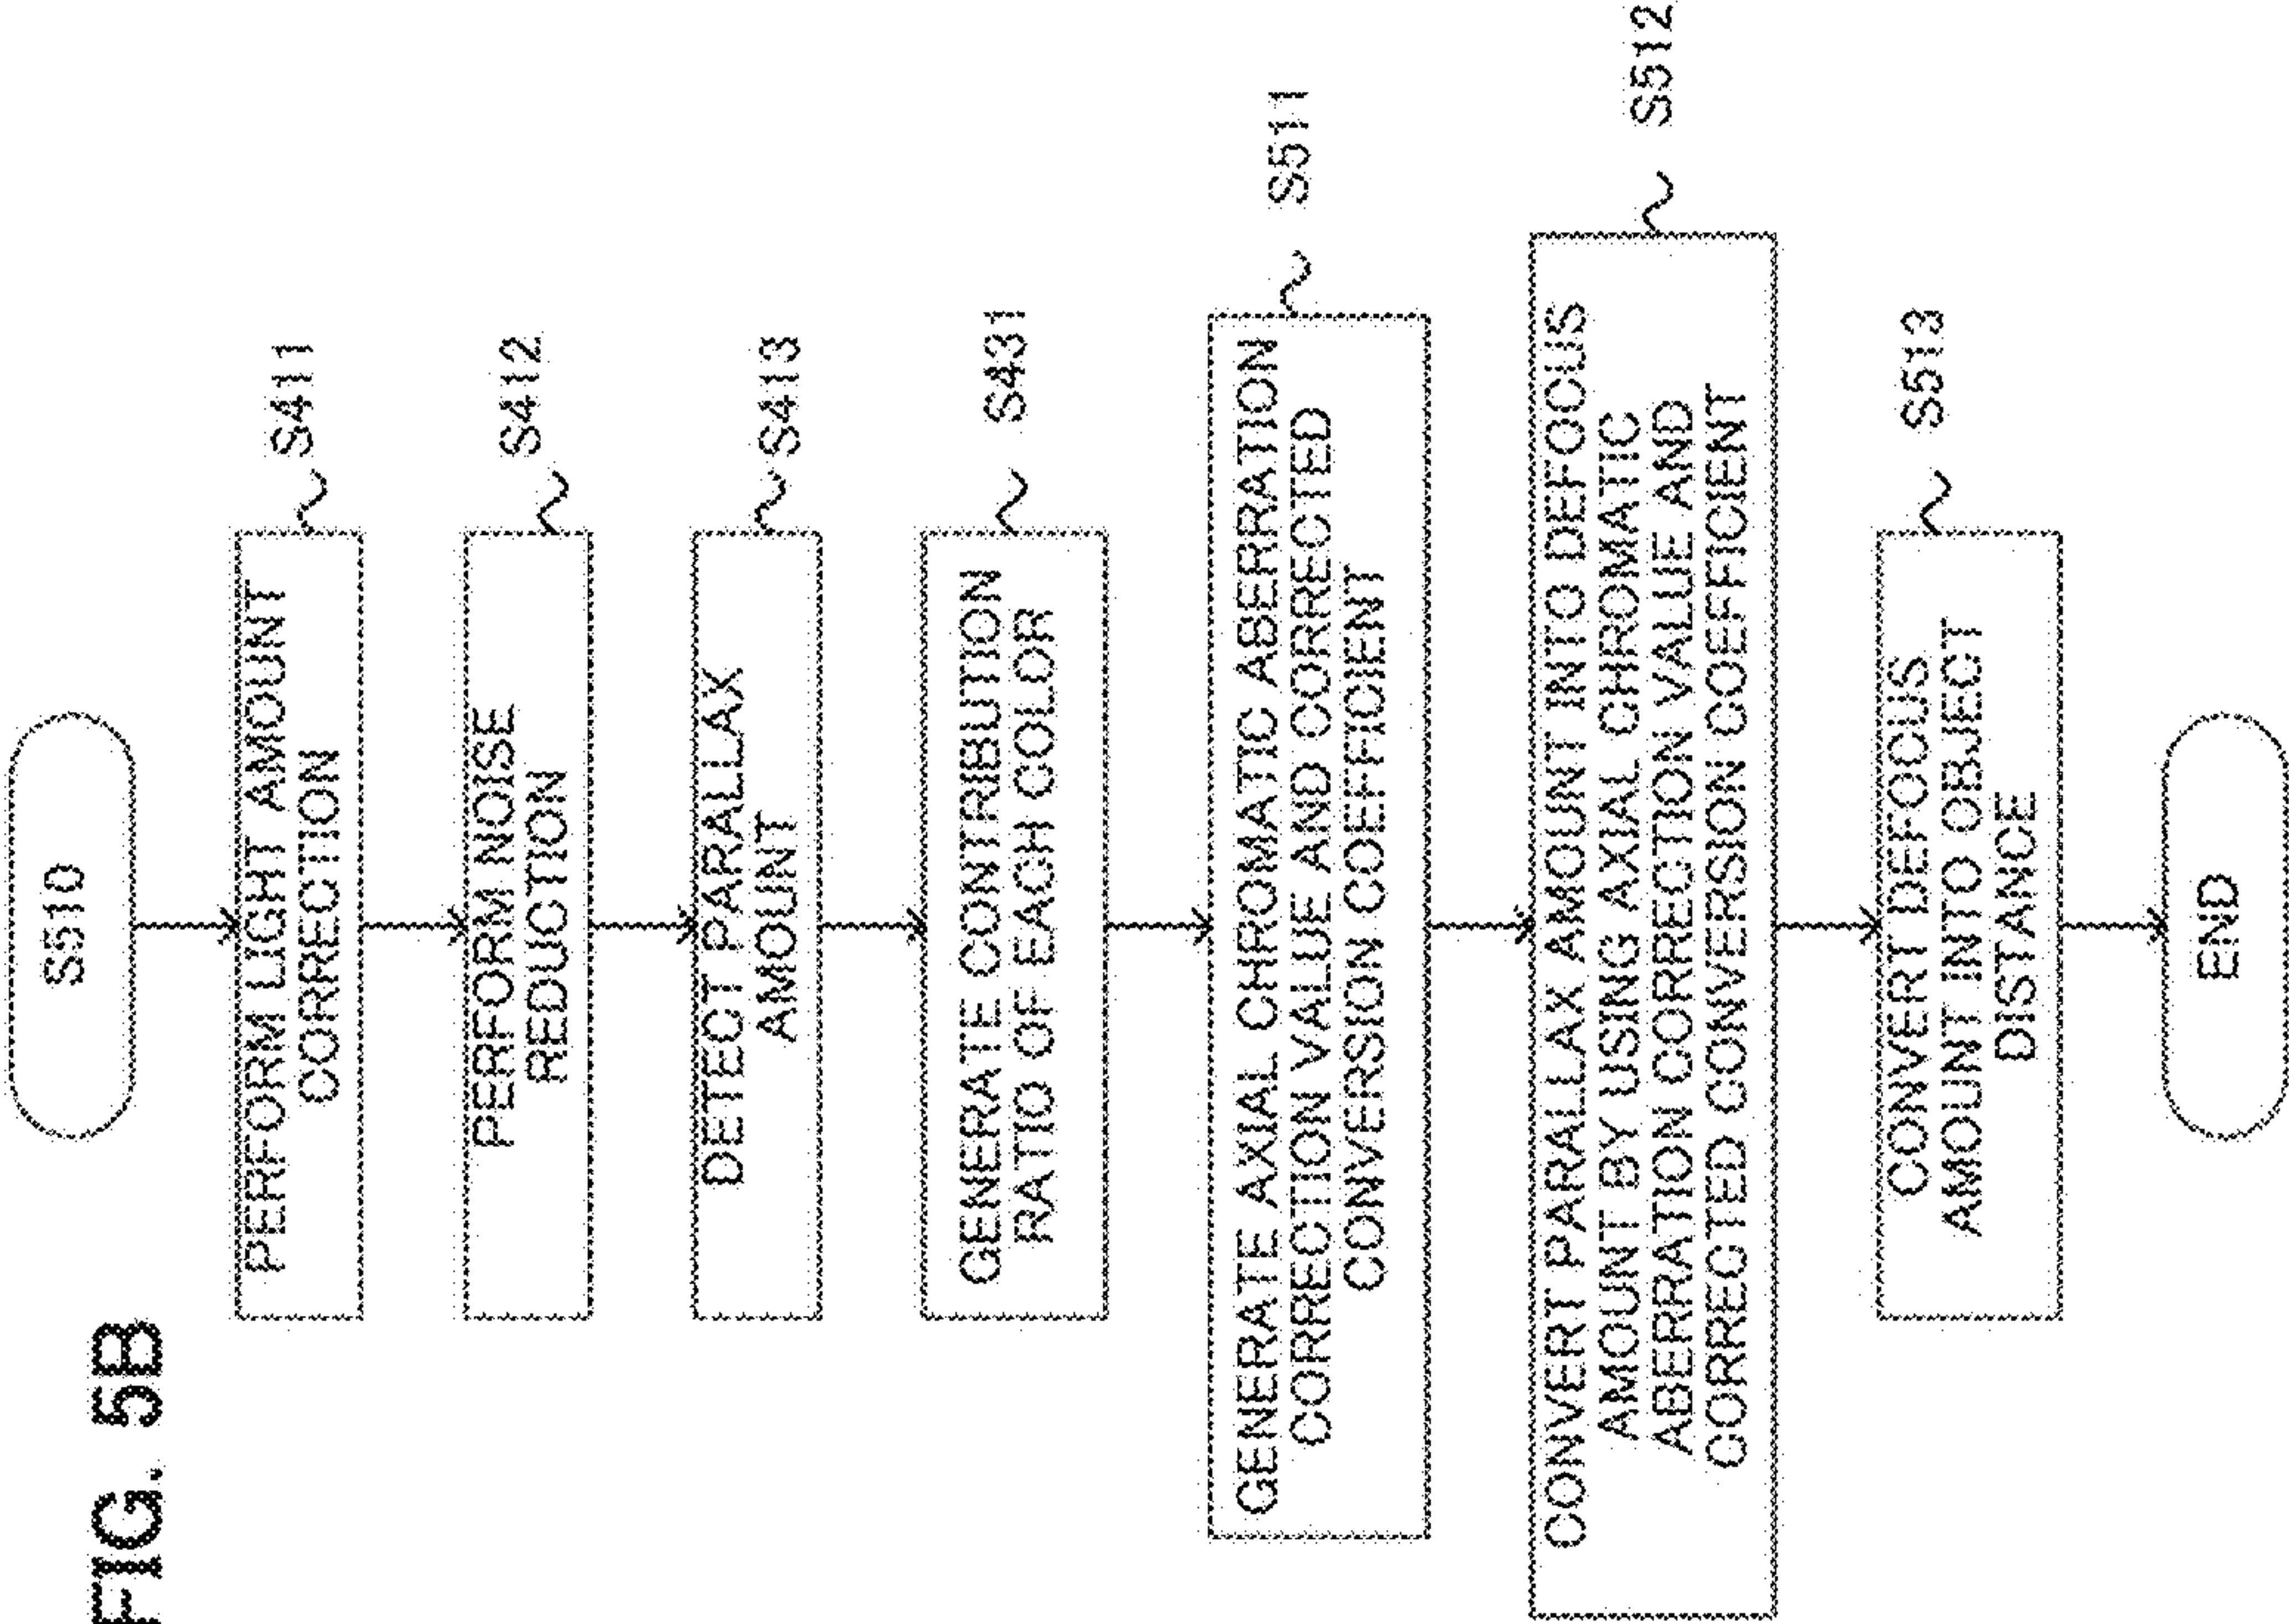 FIG. 5B
S510
PERFORM LIGHT AMOUNT
CORRECTION
S411
PERFORM NOISE
REDUCTION
S412
DETECT PARALLAX
AMOUNT
S413
GENERATE CONTRIBUTION
RATIO OF EACH COLOR
S431
GENERATE AXIAL CHROMATIC ABERRATION
CORRECTION VALUE AND CORRECTED
CONVERSION COEFFICIENT
S511
CONVERT PARALLAX AMOUNT INTO DEFOCUS
AMOUNT BY USING AXIAL CHROMATIC
ABERRATION CORRECTION VALUE AND
CORRECTED CONVERSION COEFFICIENT
S512
CONVERT DEFOCUS
AMOUNT INTO OBJECT
DISTANCE
S513
END